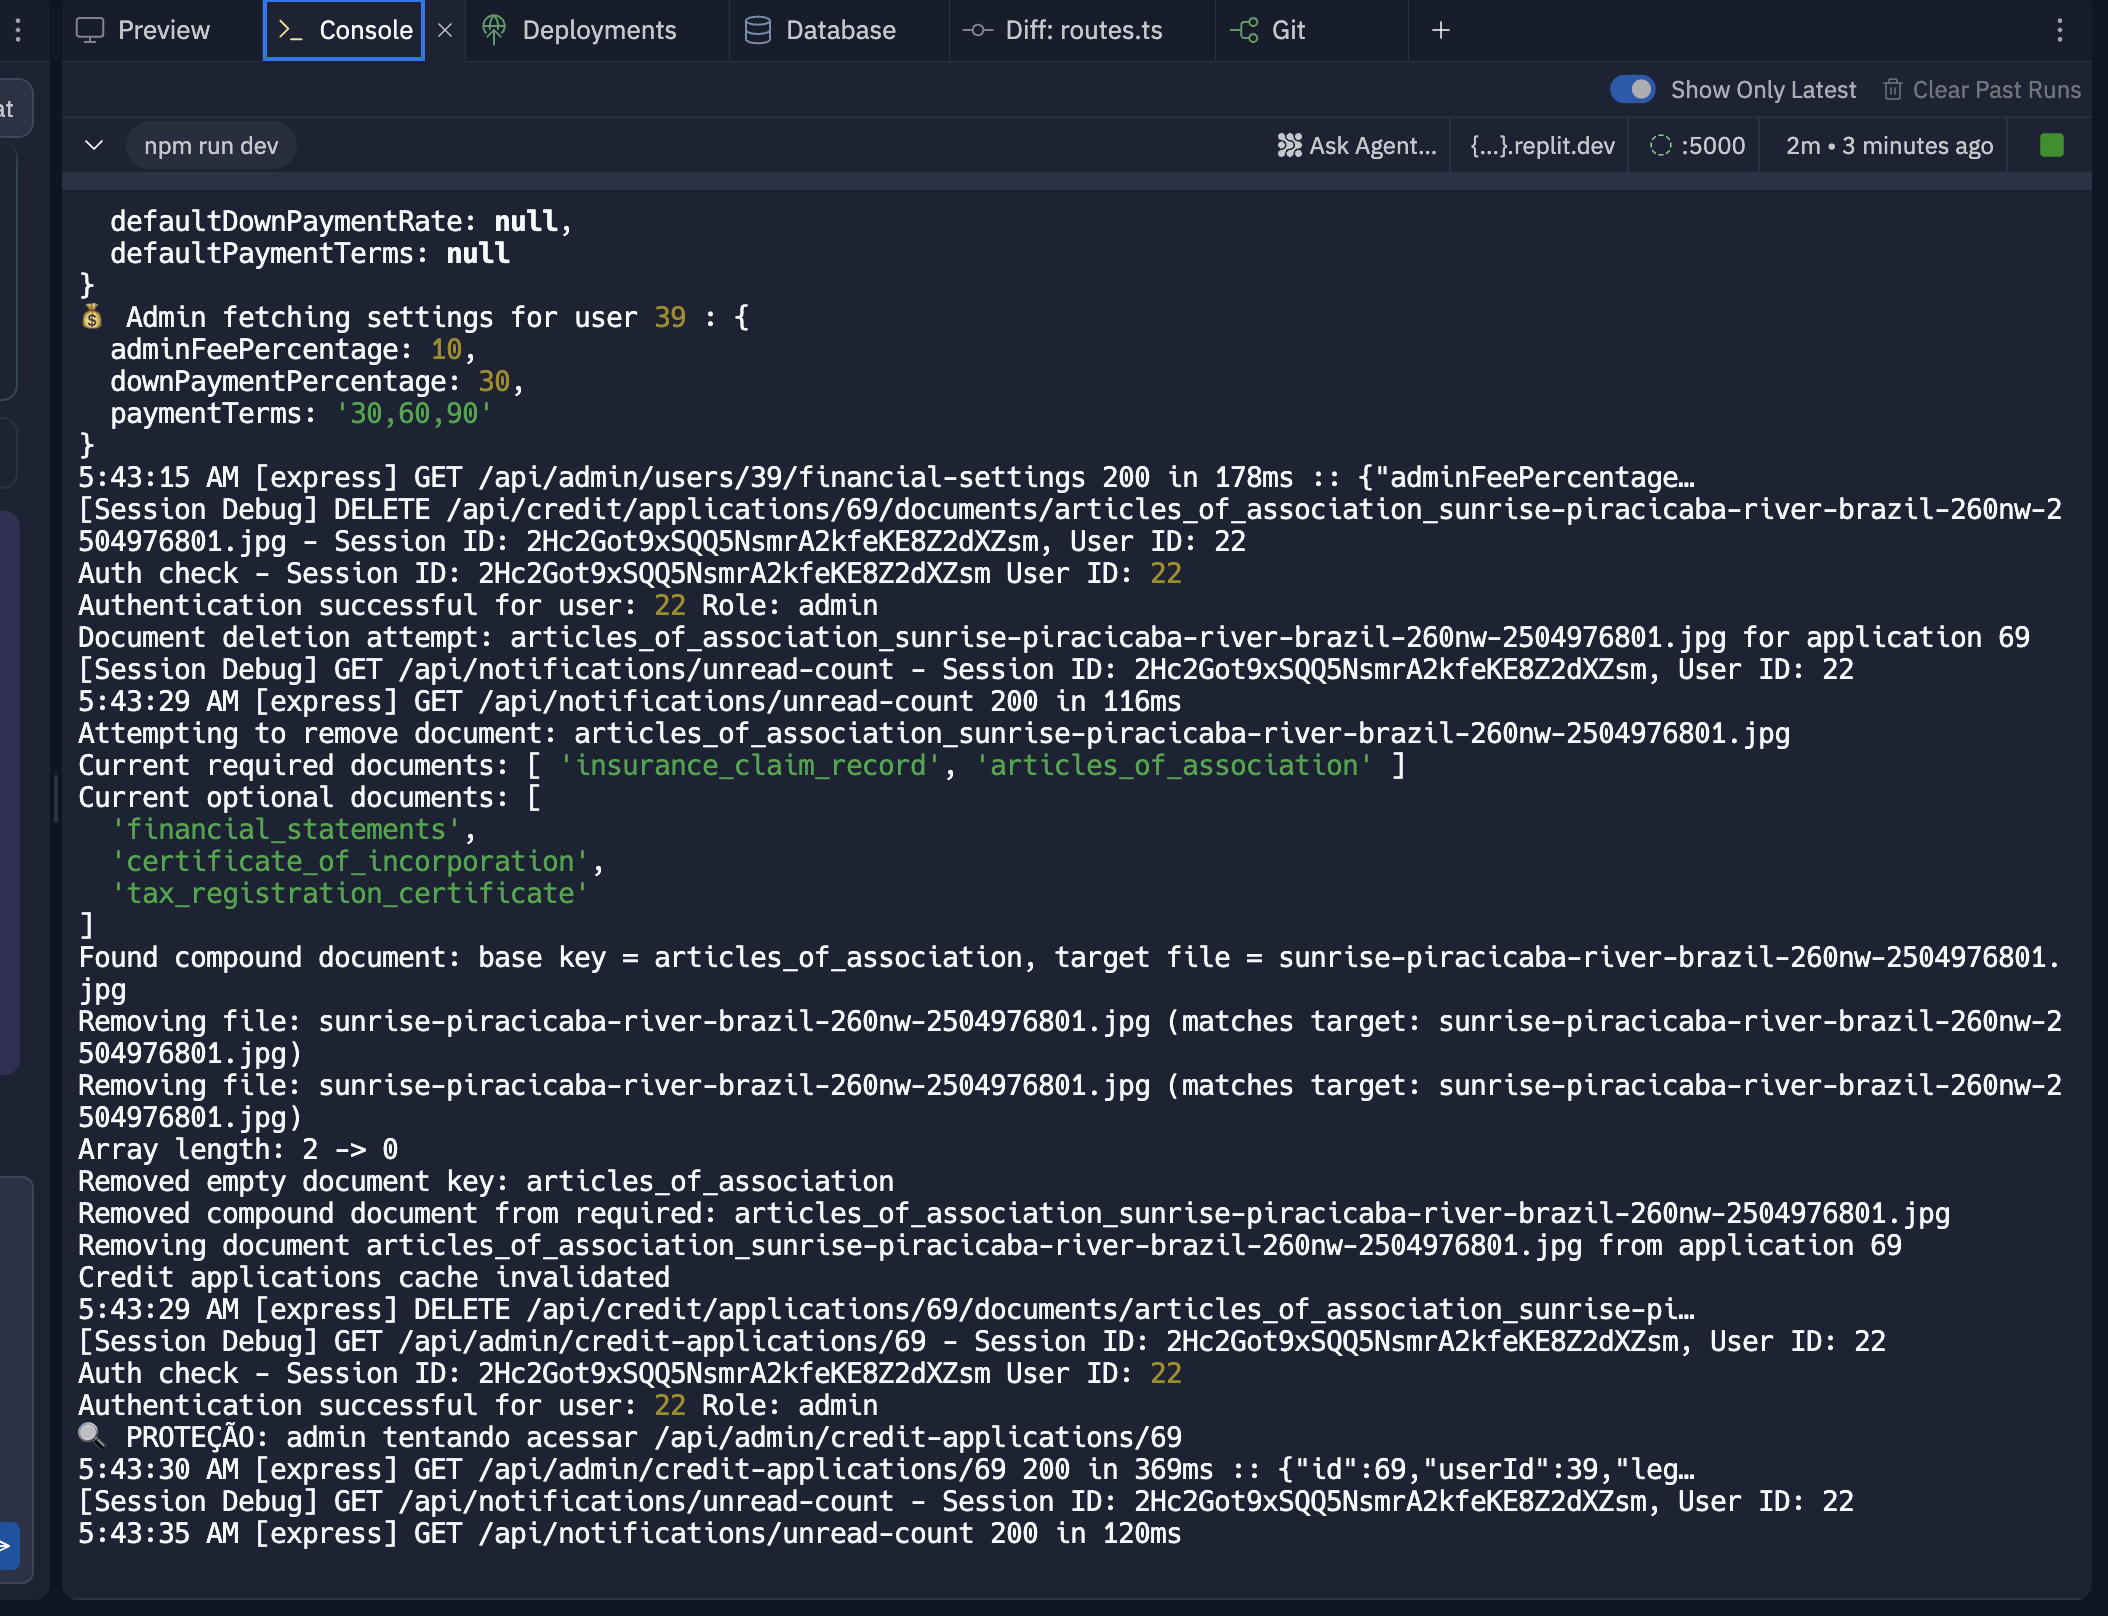 Preview
Console
Deployments
Database
Diff: routes.ts
Git
at
Show Only Latest
Clear Past Runs
npm run dev
Ask Agent...
{...}.replit.dev
:5000
2m • 3 minutes ago
defaultDownPaymentRate: null,
defaultPaymentTerms: null
}
💰 Admin fetching settings for user 39 : {
adminFeePercentage: 10,
downPaymentPercentage: 30,
paymentTerms: '30,60,90'
}
5:43:15 AM [express] GET /api/admin/users/39/financial-settings 200 in 178ms :: {"adminFeePercentage…
[Session Debug] DELETE /api/credit/applications/69/documents/articles_of_association_sunrise-piracicaba-river-brazil-260nw-2
504976801.jpg - Session ID: 2Hc2Got9xSQQ5NsmrA2kfeKE8Z2dXZsm, User ID: 22
Auth check - Session ID: 2Hc2Got9xSQQ5NsmrA2kfeKE8Z2dXZsm User ID: 22
Authentication successful for user: 22 Role: admin
Document deletion attempt: articles_of_association_sunrise-piracicaba-river-brazil-260nw-2504976801.jpg for application 69
[Session Debug] GET /api/notifications/unread-count - Session ID: 2Hc2Got9xSQQ5NsmrA2kfeKE8Z2dXZsm, User ID: 22
5:43:29 AM [express] GET /api/notifications/unread-count 200 in 116ms
Attempting to remove document: articles_of_association_sunrise-piracicaba-river-brazil-260nw-2504976801.jpg
Current required documents: [ 'insurance_claim_record', 'articles_of_association' ]
Current optional documents: [
'financial_statements',
'certificate_of_incorporation',
'tax_registration_certificate'
]
Found compound document: base key = articles_of_association, target file = sunrise-piracicaba-river-brazil-260nw-2504976801.
jpg
Removing file: sunrise-piracicaba-river-brazil-260nw-2504976801.jpg (matches target: sunrise-piracicaba-river-brazil-260nw-2
504976801.jpg)
Removing file: sunrise-piracicaba-river-brazil-260nw-2504976801.jpg (matches target: sunrise-piracicaba-river-brazil-260nw-2
504976801.jpg)
Array length: 2 -> 0
Removed empty document key: articles_of_association
Removed compound document from required: articles_of_association_sunrise-piracicaba-river-brazil-260nw-2504976801.jpg
Removing document articles_of_association_sunrise-piracicaba-river-brazil-260nw-2504976801.jpg from application 69
Credit applications cache invalidated
5:43:29 AM [express] DELETE /api/credit/applications/69/documents/articles_of_association_sunrise-pi…
[Session Debug] GET /api/admin/credit-applications/69 - Session ID: 2Hc2Got9xSQQ5NsmrA2kfeKE8Z2dXZsm, User ID: 22
Auth check - Session ID: 2Hc2Got9xSQQ5NsmrA2kfeKE8Z2dXZsm User ID: 22
Authentication successful for user: 22 Role: admin
🔍 PROTEÇÃO: admin tentando acessar /api/admin/credit-applications/69
5:43:30 AM [express] GET /api/admin/credit-applications/69 200 in 369ms :: {"id":69,"userId":39,"leg…
[Session Debug] GET /api/notifications/unread-count - Session ID: 2Hc2Got9xSQQ5NsmrA2kfeKE8Z2dXZsm, User ID: 22
5:43:35 AM [express] GET /api/notifications/unread-count 200 in 120ms